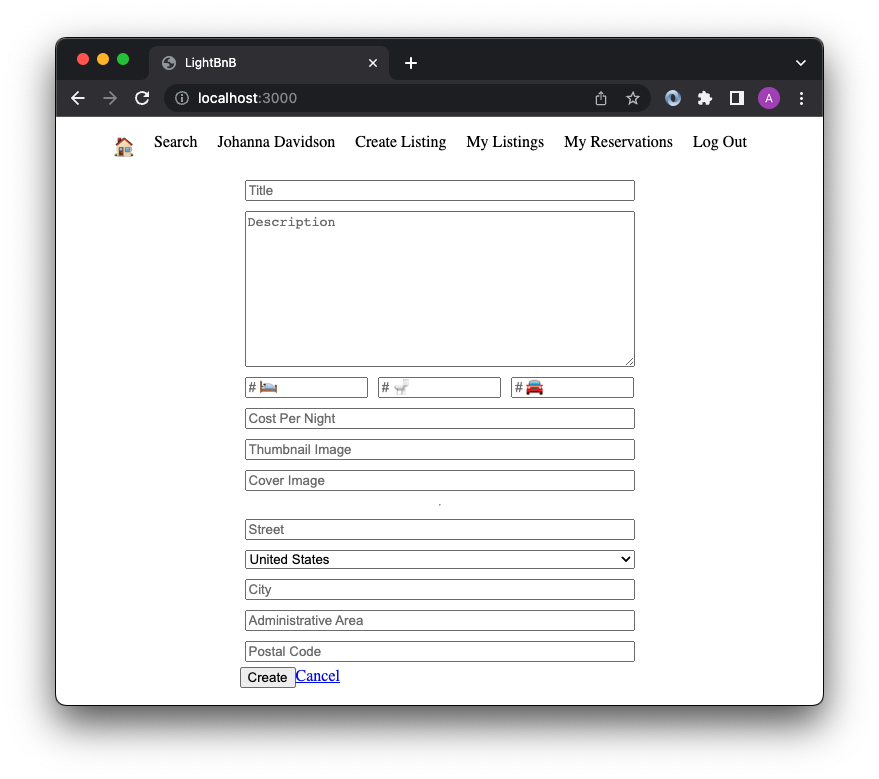 LightBnB
localhost:3000
A
Search Johanna Davidson Create Listing My Listings My Reservations Log Out
Title
Description
# # #
Cost Per Night
Thumbnail Image
Cover Image
Street
United States
City
Administrative Area
Postal Code
Create Cancel